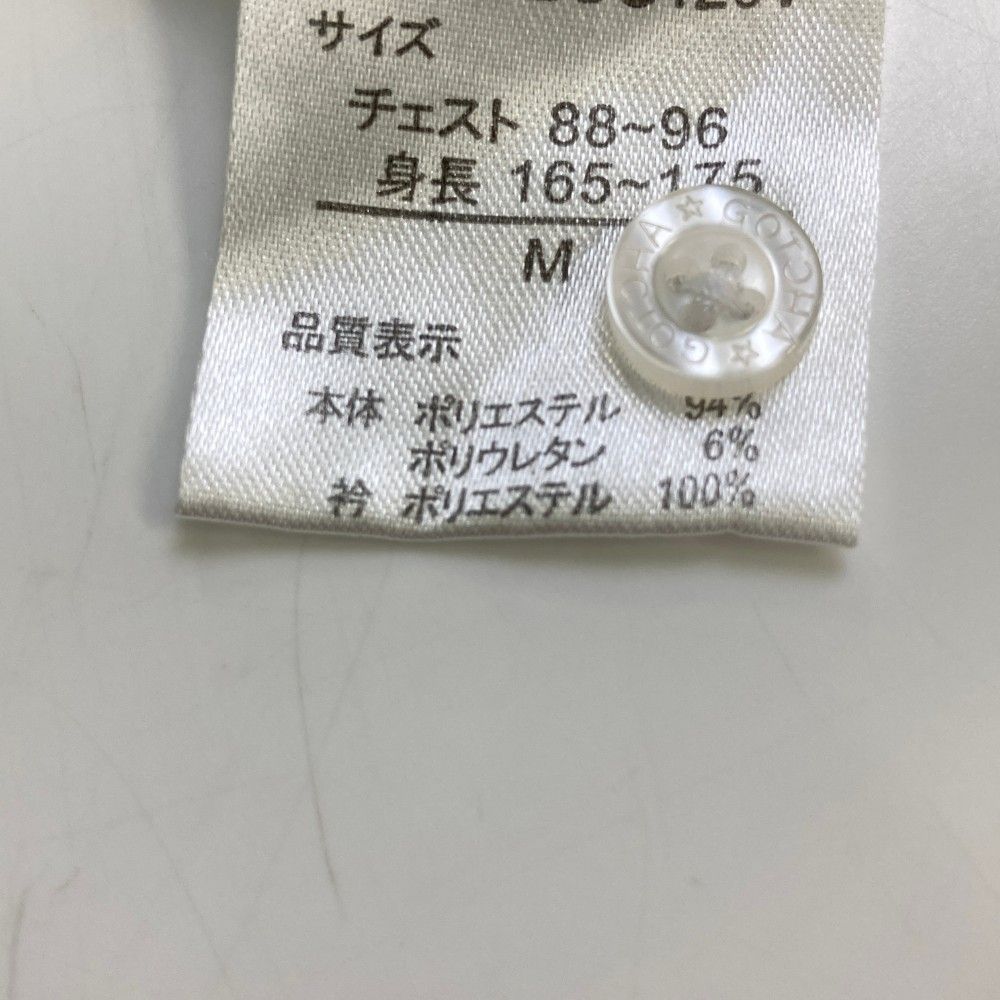 サイズ
チェスト 88~96
身長 165~175
M
☆ GOTCHA ☆ GOTCHA
品質表示
本体 ポリエステル 94%
ポリウレタン 6%
衿 ポリエステル 100%